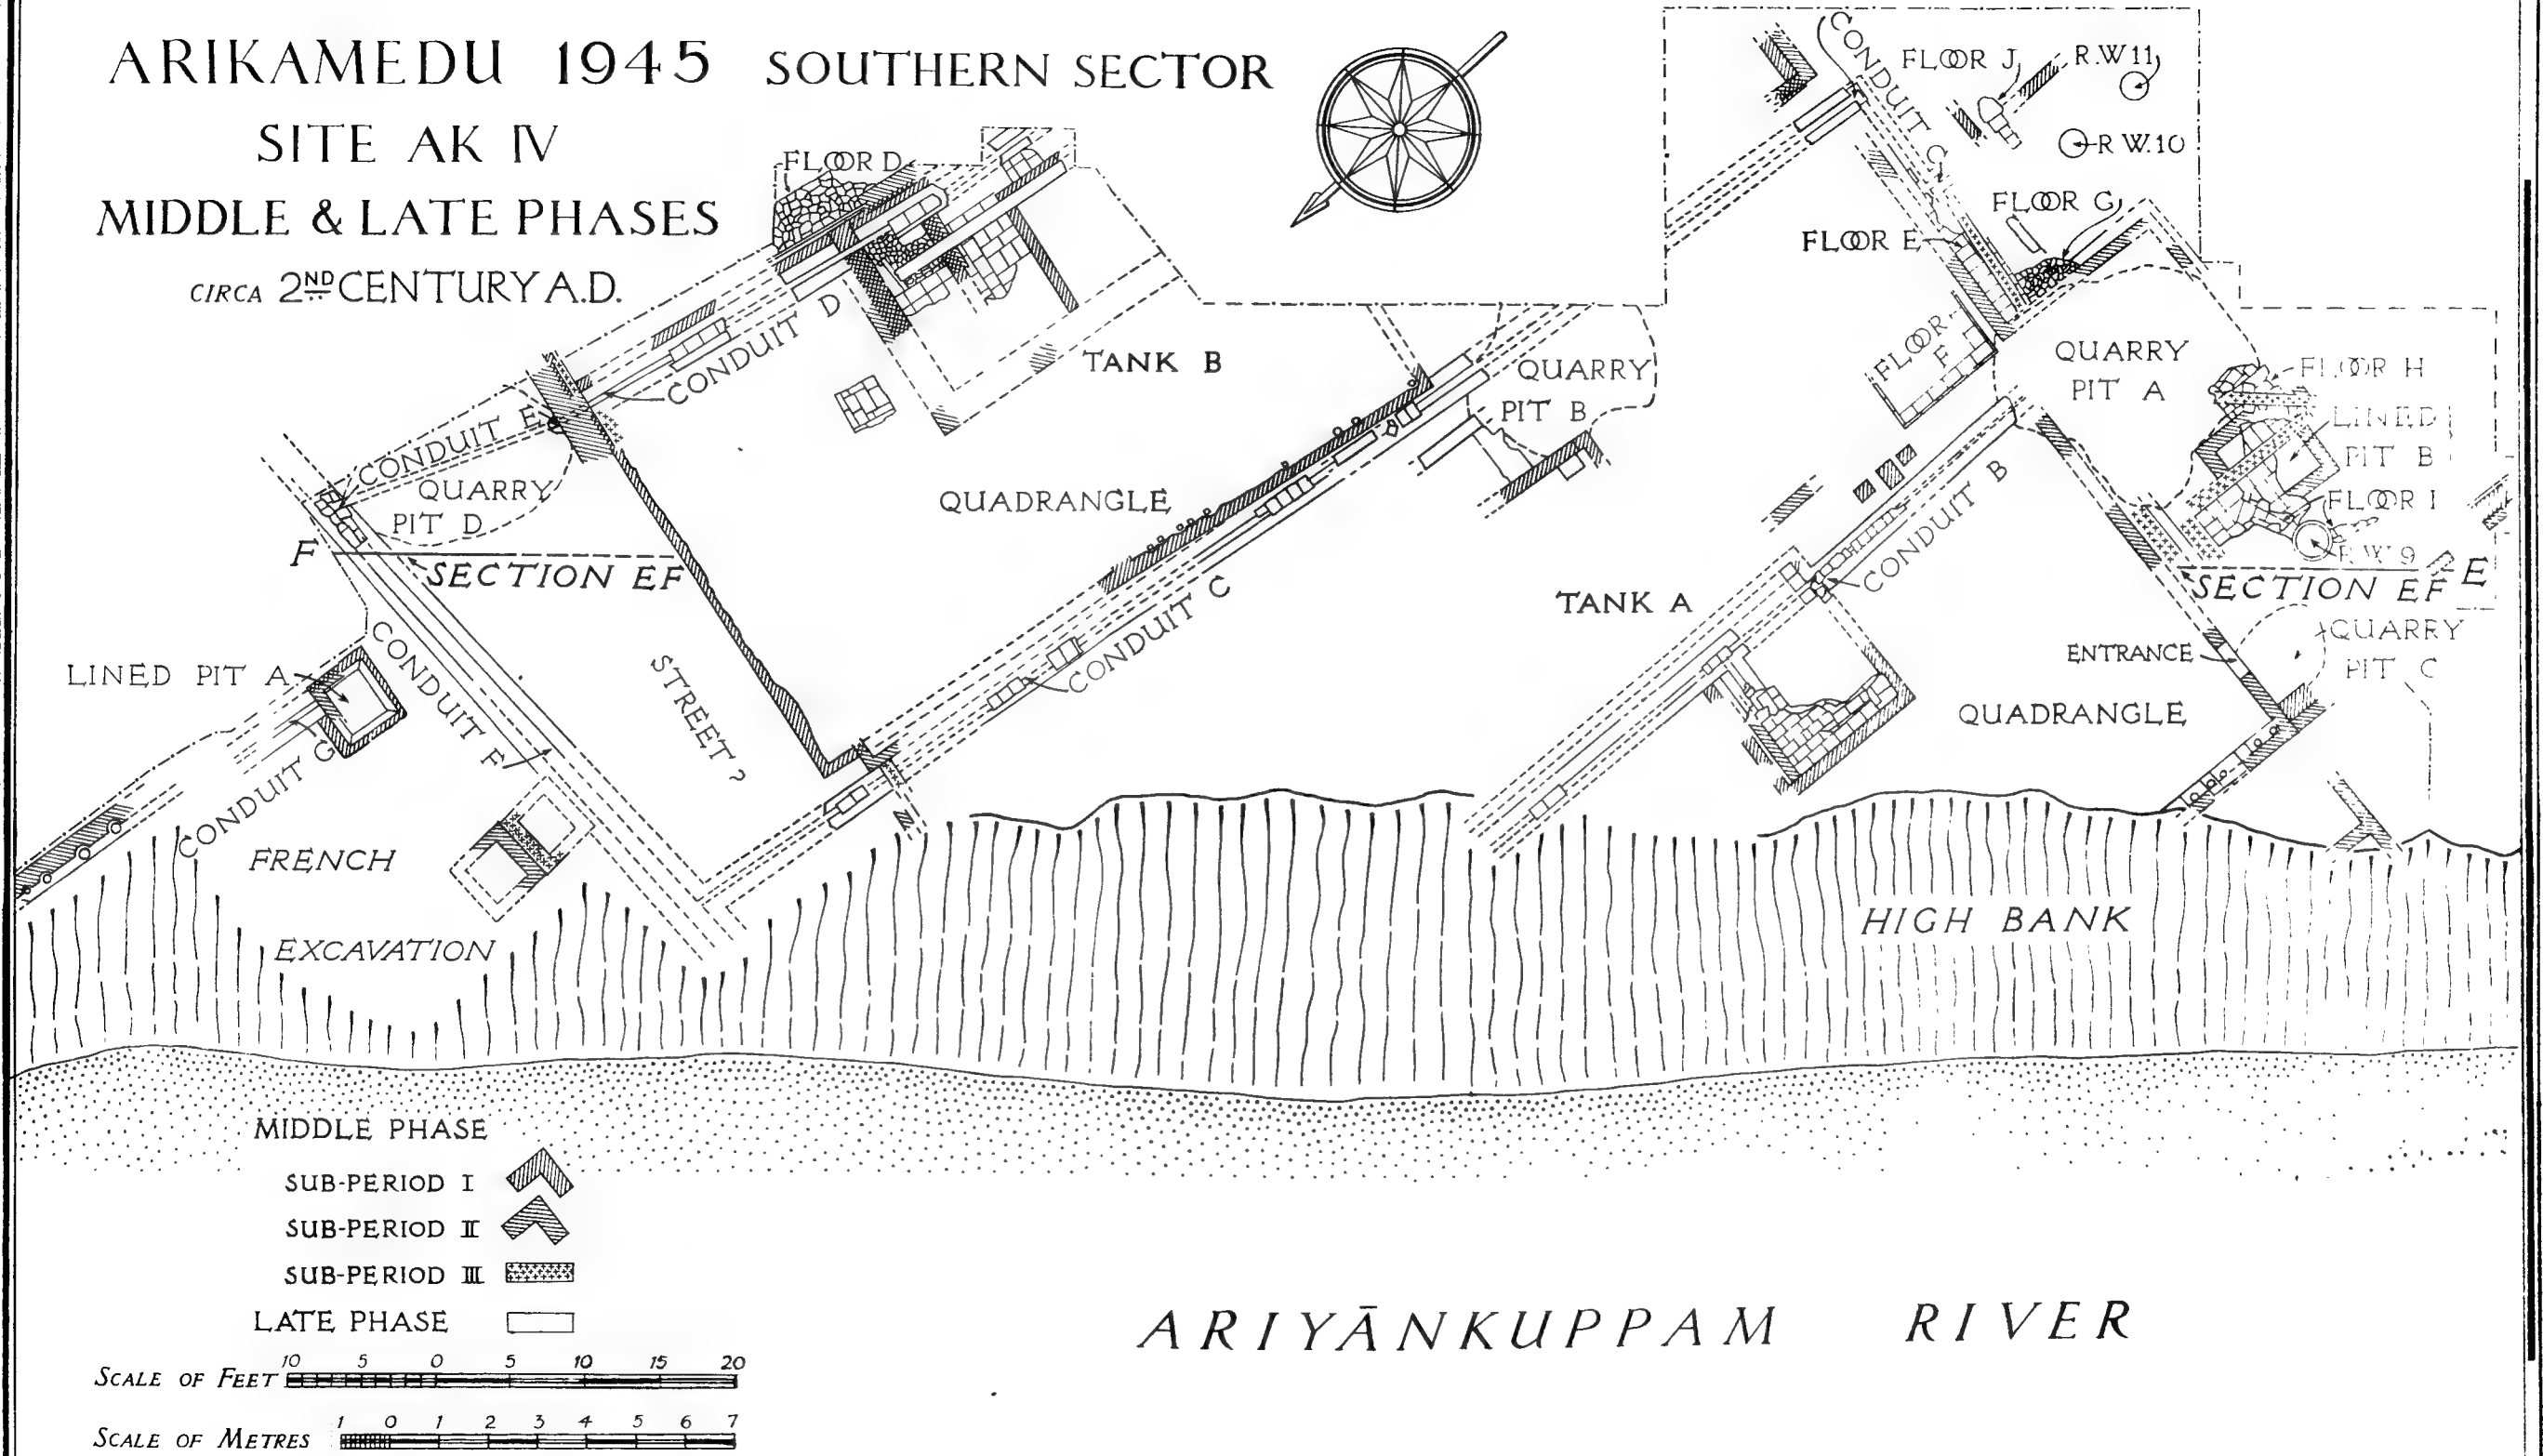 ARIKAMEDU 1945 SOUTHERN SECTOR
SITE AK IV
MIDDLE & LATE PHASES
CIRCA 2ND CENTURY A.D.
FLOOR D
CONDUIT D
TANK B
CONDUIT E
QUARRY
PIT D
F
SECTION EF
QUADRANGLE
QUARRY
PIT B
CONDUIT C
STREET?
LINED PIT A
CONDUIT F
CONDUIT G
FRENCH
EXCAVATION
CONDUIT C
FLOOR J
R.W 11
R W.10
FLOOR G
FLOOR E
FLOOR
F
QUARRY
PIT A
FLOOR H
LINED
PIT B
FLOOR I
R.W 9
E
SECTION EF
CONDUIT B
TANK A
ENTRANCE
QUARRY
PIT C
QUADRANGLE
HIGH BANK
MIDDLE PHASE
SUB-PERIOD I
SUB-PERIOD II
SUB-PERIOD III
LATE PHASE
10 5 0 5 10 15 20
SCALE OF FEET
1 0 1 2 3 4 5 6 7
SCALE OF METRES
ARIYĀNKUPPAM RIVER